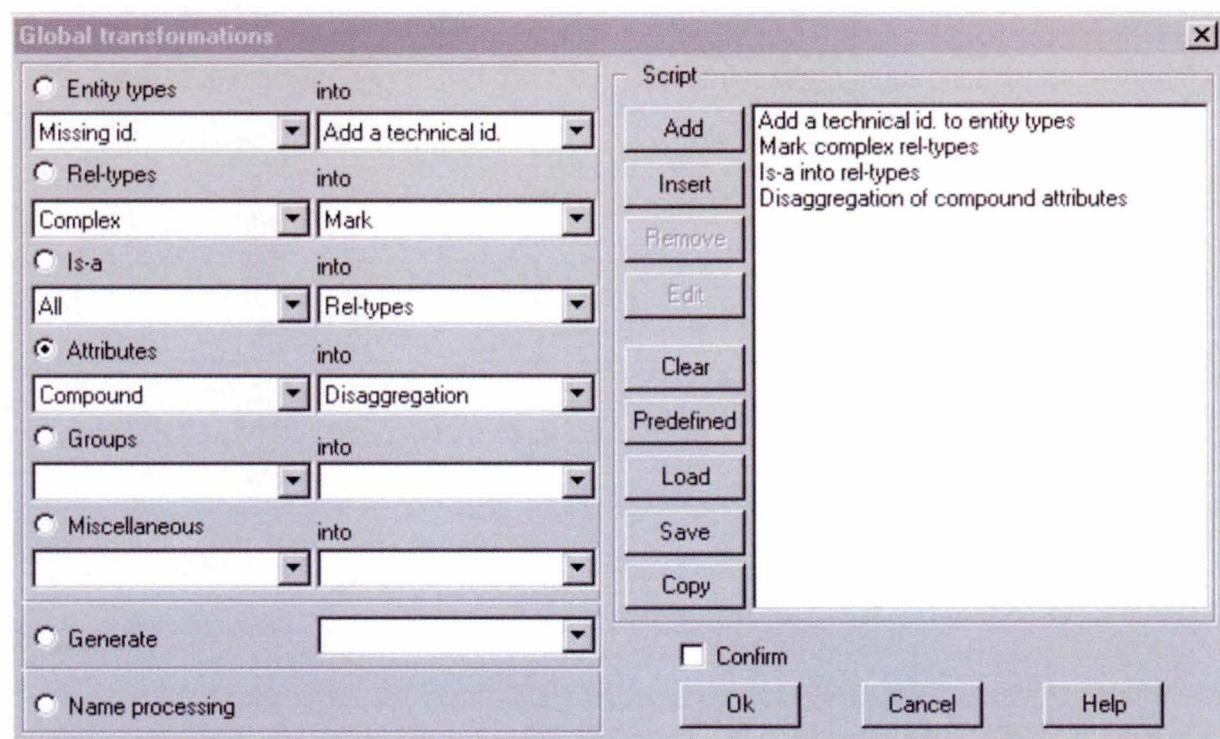 Global transformations
Entity types into
Missing id. Add a technical id.
Rel-types into
Complex Mark
Is-a into
All Rel-types
Attributes into
Compound Disaggregation
Groups into
Miscellaneous into
Generate
Name processing
Script
Add
Insert
Remove
Edit
Clear
Predefined
Load
Save
Copy
Add a technical id. to entity types
Mark complex rel-types
Is-a into rel-types
Disaggregation of compound attributes
Confirm
Ok Cancel Help